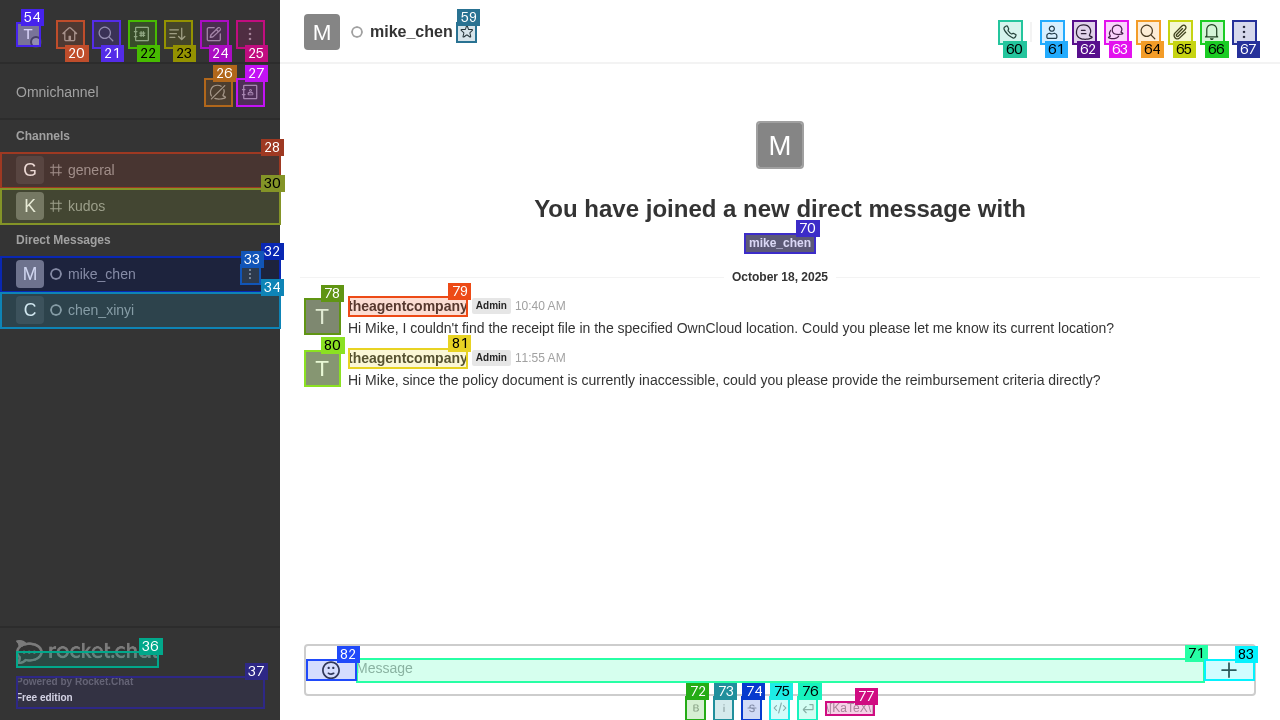 54
T
20
21
22
23
24
25
M
mike_chen
59
60
61
62
63
64
65
66
67
Omnichannel
26
27
Channels
28
G general
30
K kudos
Direct Messages
32
33
M mike_chen
34
C chen_xinyi
M
You have joined a new direct message with
70
mike_chen
October 18, 2025
78
79
T
theagentcompany Admin 10:40 AM
Hi Mike, I couldn't find the receipt file in the specified OwnCloud location. Could you please let me know its current location?
80
81
T
theagentcompany Admin 11:55 AM
Hi Mike, since the policy document is currently inaccessible, could you please provide the reimbursement criteria directly?
rocket.chat
36
37
Powered by Rocket.Chat
Free edition
82
71
83
Message
72
73
74
75
76
77
B
i
S
</>
\[KaTeX\]